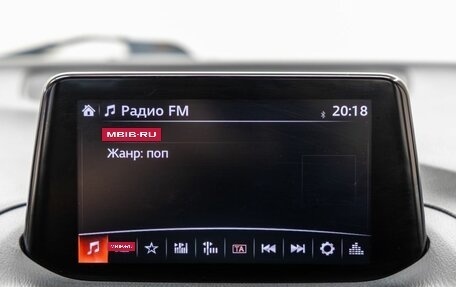 Радио FM
20:18
MBIB-RU
Жанр: поп
TA